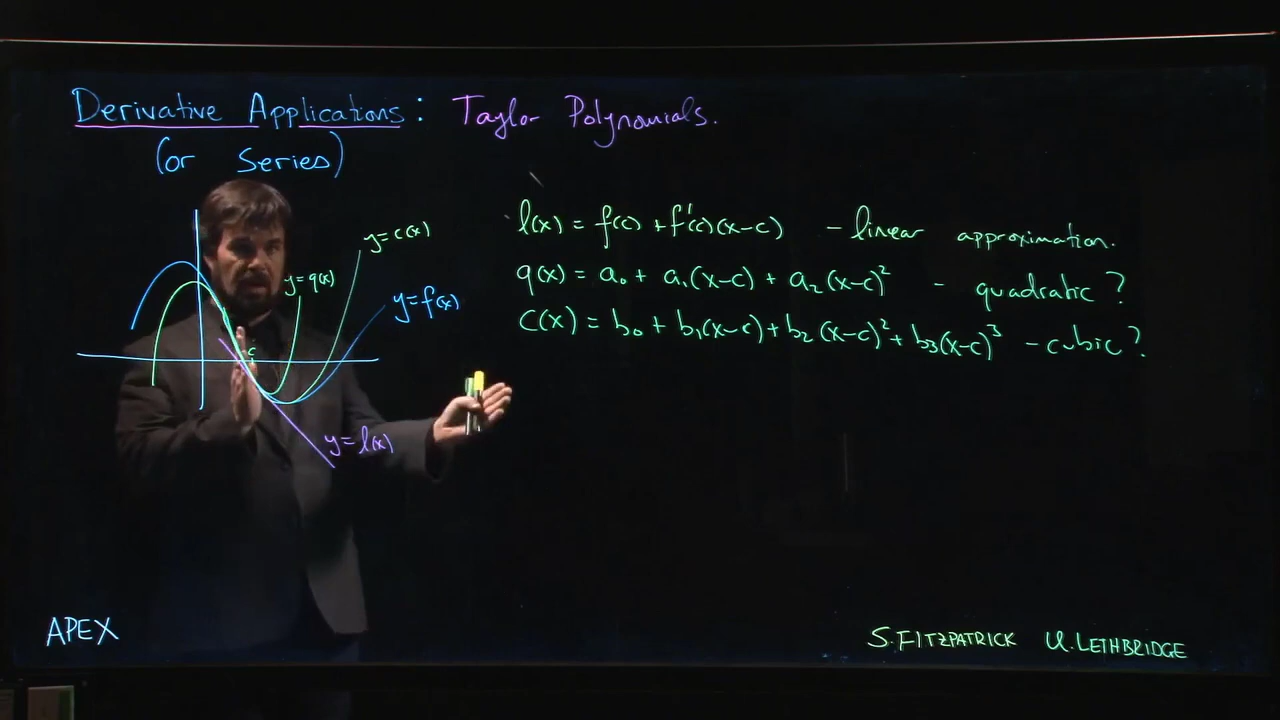 Derivative Applications: Taylor Polynomials.
(or Series)
l(x) = f(c) + f'(c)(x-c) - linear approximation.
q(x) = a₀ + a₁(x-c) + a₂(x-c)² - quadratic ?
c(x) = b₀ + b₁(x-c) + b₂(x-c)² + b₃(x-c)³ - cubic ?
y=c(x)
y=q(x)
y=f(x)
c
y=l(x)
APEX
S. FITZPATRICK U. LETHBRIDGE